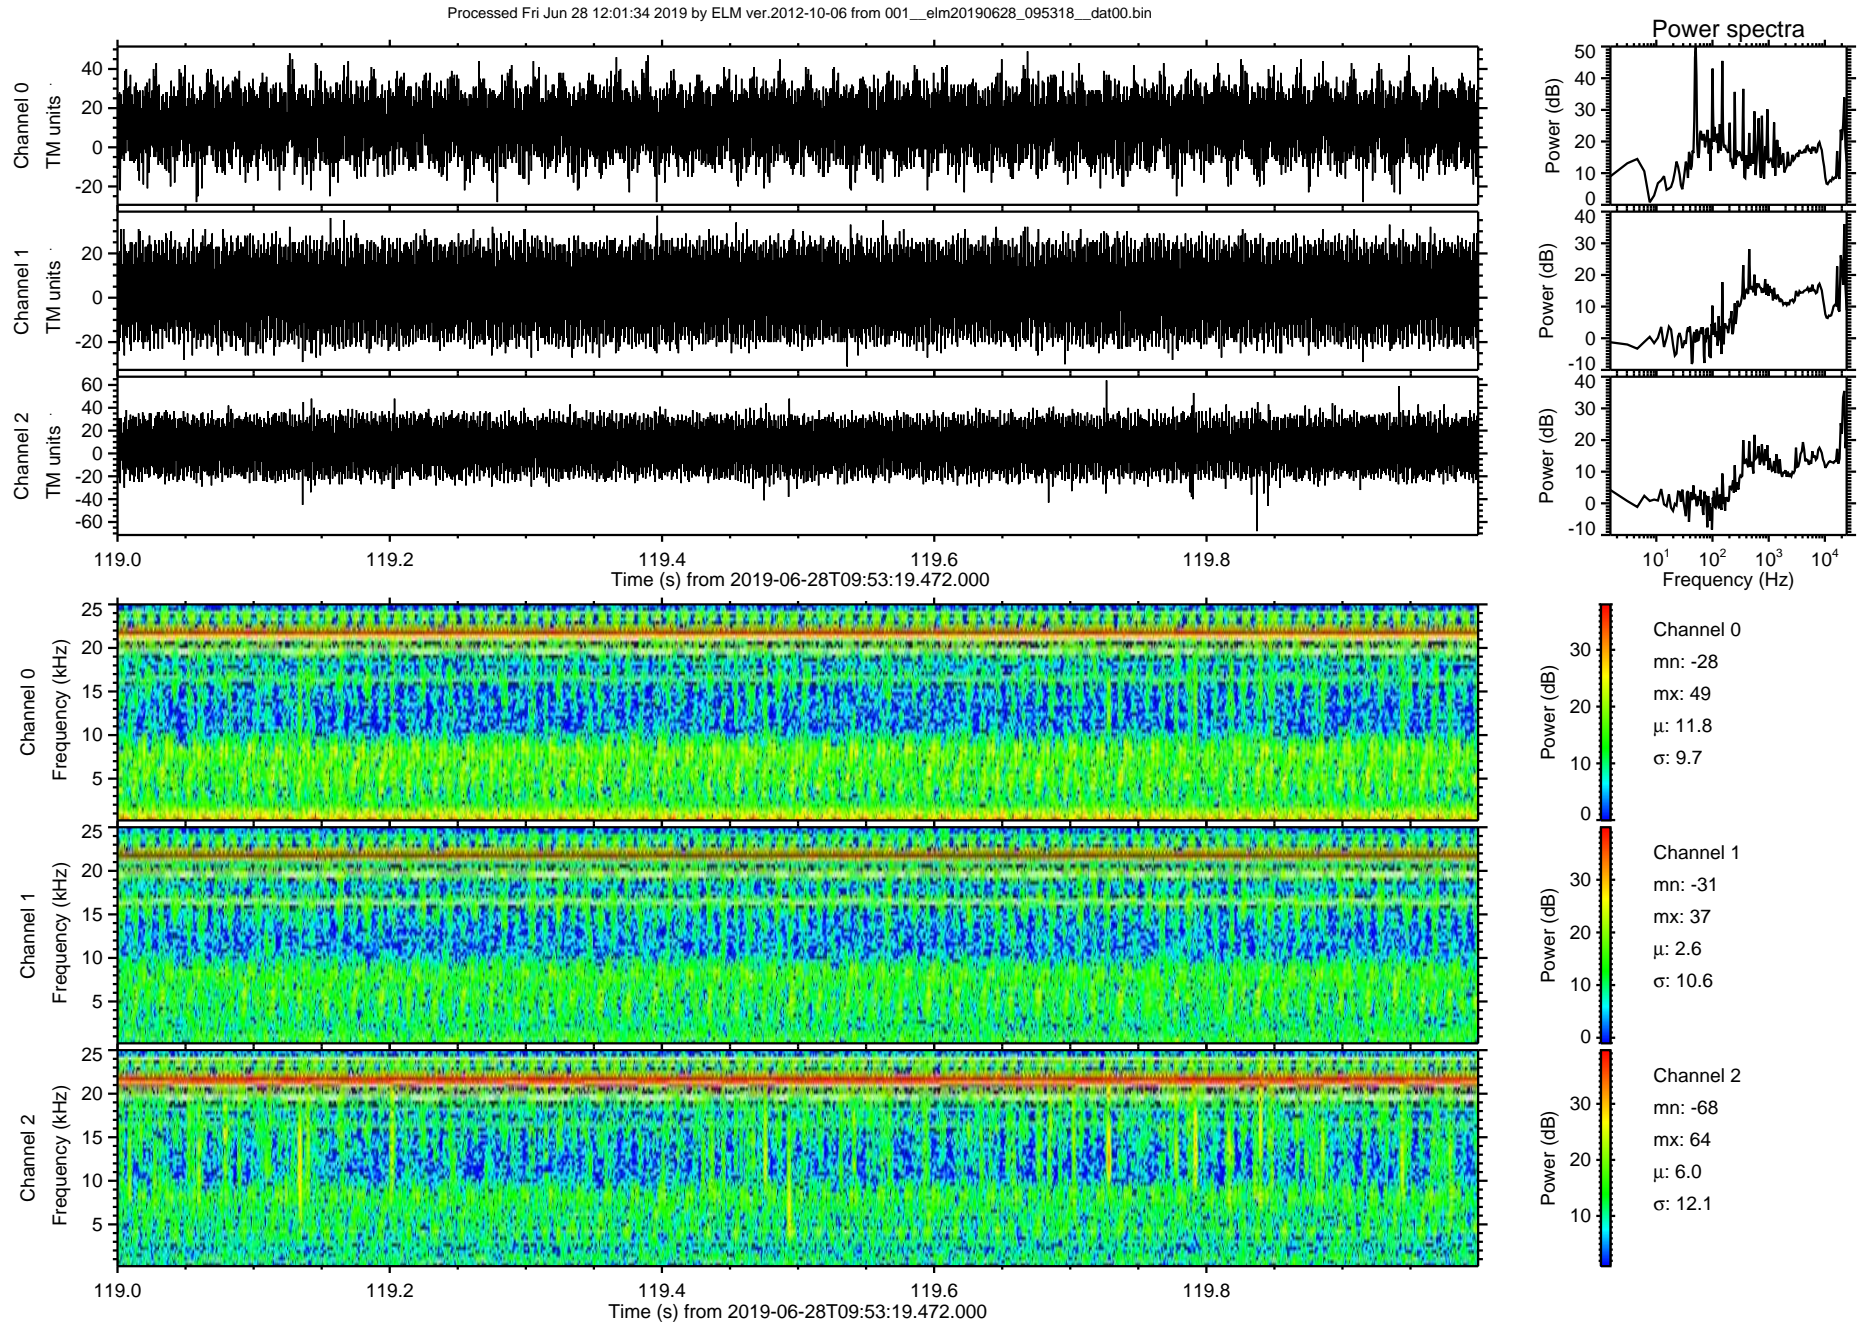 Processed Fri Jun 28 12:01:34 2019 by ELM ver.2012-10-06 from 001__elm20190628_095318__dat00.bin
Power spectra
Channel 0
TM units
40
20
0
-20
Power (dB)
50
40
30
20
10
0
Channel 1
TM units
20
0
-20
Power (dB)
40
30
20
10
0
-10
Channel 2
TM units
60
40
20
0
-20
-40
-60
Power (dB)
40
30
20
10
0
-10
119.0 119.2 119.4 119.6 119.8
Time (s) from 2019-06-28T09:53:19.472.000
10^1 10^2 10^3 10^4
Frequency (Hz)
Channel 0
Frequency (kHz)
25
20
15
10
5
Power (dB)
30
20
10
0
Channel 0
mn: -28
mx: 49
μ: 11.8
σ: 9.7
Channel 1
Frequency (kHz)
25
20
15
10
5
Power (dB)
30
20
10
0
Channel 1
mn: -31
mx: 37
μ: 2.6
σ: 10.6
Channel 2
Frequency (kHz)
25
20
15
10
5
Power (dB)
30
20
10
Channel 2
mn: -68
mx: 64
μ: 6.0
σ: 12.1
119.0 119.2 119.4 119.6 119.8
Time (s) from 2019-06-28T09:53:19.472.000